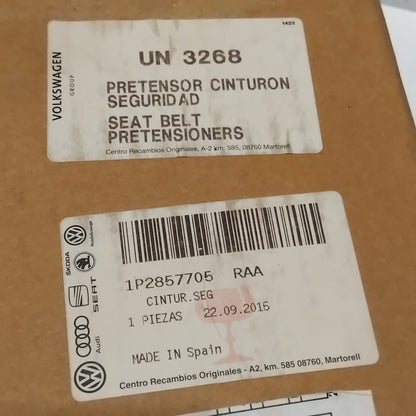 1425
VOLKSWAGEN
GROUP
UN 3268
PRETENSOR CINTURON
SEGURIDAD
SEAT BELT
PRETENSIONERS
Centro Recambios Originales, A-2 km. 585, 08760 Martorell
ŠKODA
SEAT
Audi
1P2857705 RAA
CINTUR.SEG
1 PIEZAS 22.09.2015
MADE IN Spain
Centro Recambios Originales - A2, km. 585 08760, Martorell